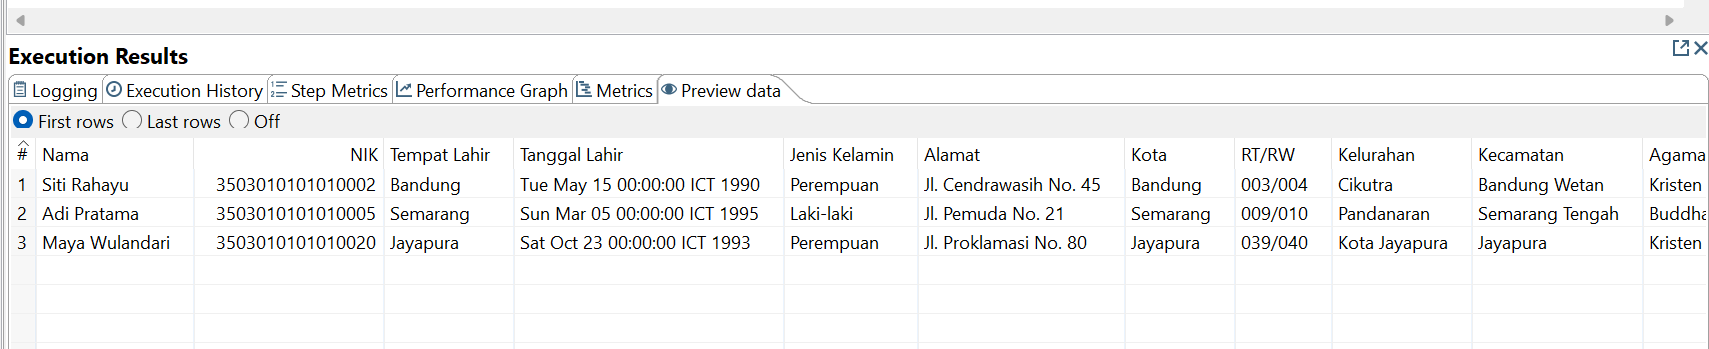 Execution Results
Logging Execution History Step Metrics Performance Graph Metrics Preview data
First rows Last rows Off
# Nama NIK Tempat Lahir Tanggal Lahir Jenis Kelamin Alamat Kota RT/RW Kelurahan Kecamatan Agama
1 Siti Rahayu 3503010101010002 Bandung Tue May 15 00:00:00 ICT 1990 Perempuan Jl. Cendrawasih No. 45 Bandung 003/004 Cikutra Bandung Wetan Kristen
2 Adi Pratama 3503010101010005 Semarang Sun Mar 05 00:00:00 ICT 1995 Laki-laki Jl. Pemuda No. 21 Semarang 009/010 Pandanaran Semarang Tengah Buddha
3 Maya Wulandari 3503010101010020 Jayapura Sat Oct 23 00:00:00 ICT 1993 Perempuan Jl. Proklamasi No. 80 Jayapura 039/040 Kota Jayapura Jayapura Kristen